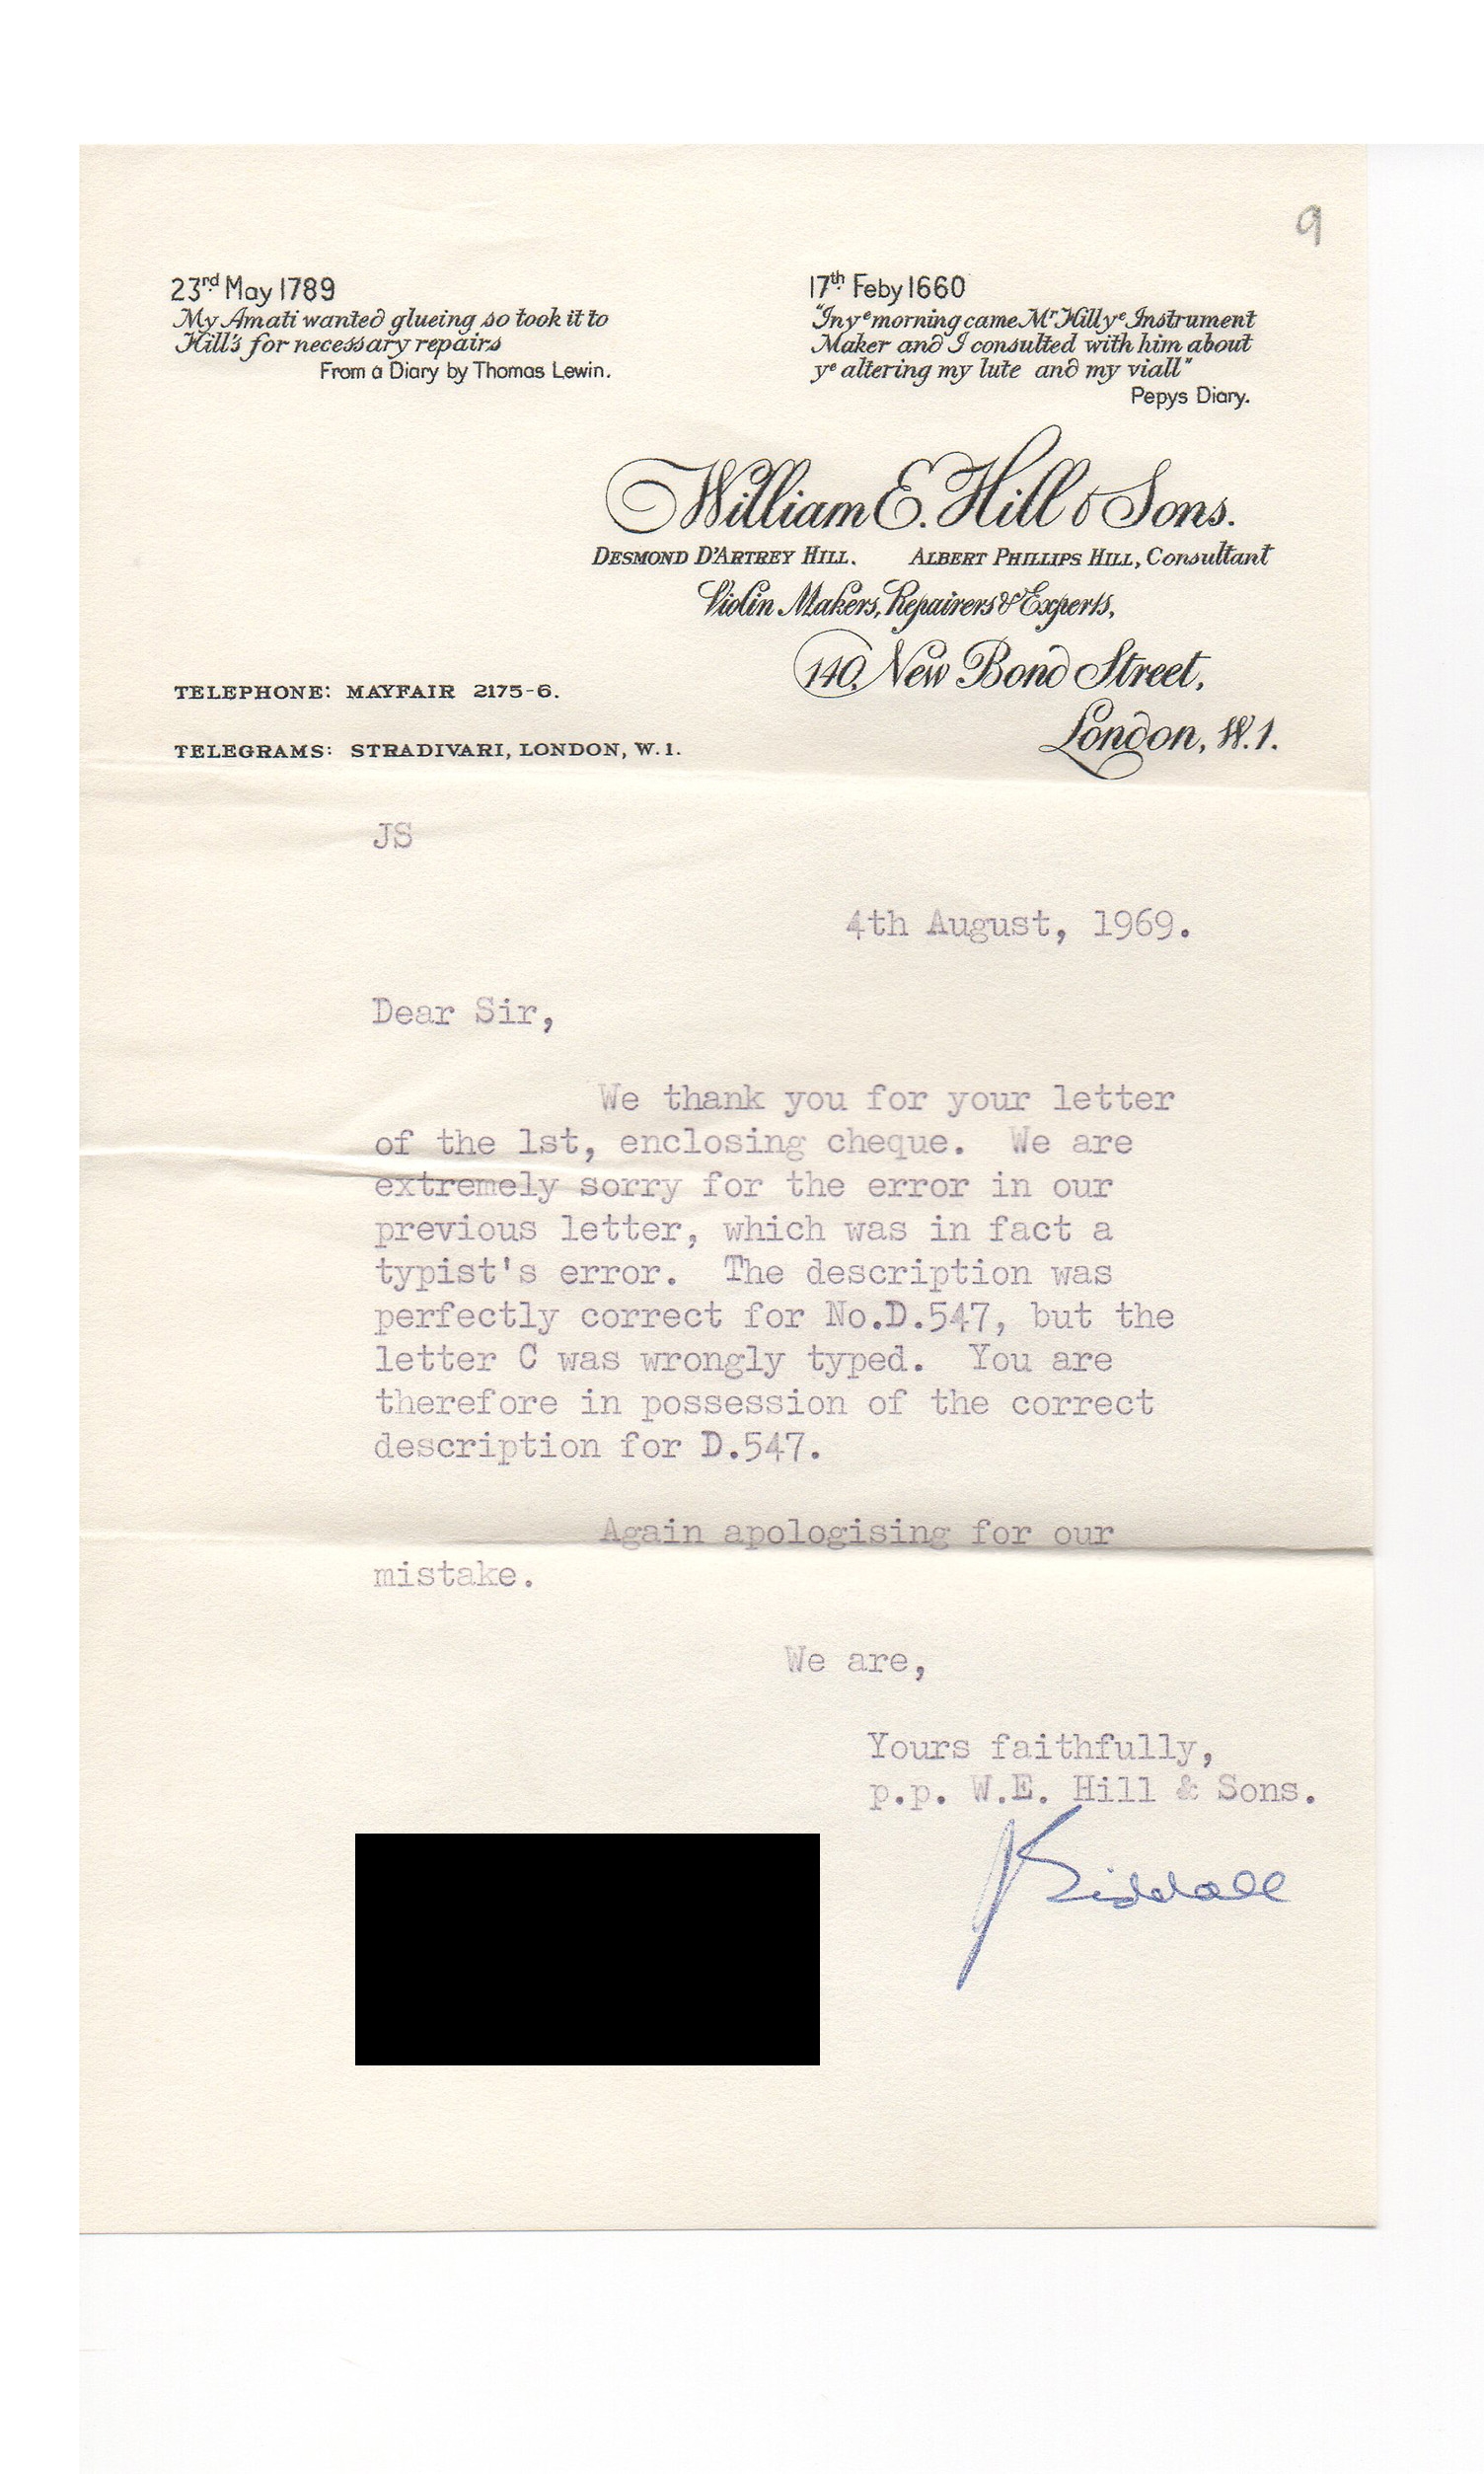 9
23rd May 1789
My Amati wanted glueing so took it to
Hill's for necessary repairs
From a Diary by Thomas Lewin.
17th Feby 1660
"In ye morning came Mr Hill ye Instrument
Maker and I consulted with him about
ye altering my lute and my viall"
Pepys Diary.
William E. Hill & Sons.
DESMOND D'ARTREY HILL. ALBERT PHILLIPS HILL, Consultant
Violin Makers, Repairers & Experts,
140, New Bond Street,
London, W.1.
TELEPHONE: MAYFAIR 2175-6.
TELEGRAMS: STRADIVARI, LONDON, W.1.
JS
4th August, 1969.
Dear Sir,
We thank you for your letter
of the 1st, enclosing cheque. We are
extremely sorry for the error in our
previous letter, which was in fact a
typist's error. The description was
perfectly correct for No.D.547, but the
letter C was wrongly typed. You are
therefore in possession of the correct
description for D.547.
Again apologising for our
mistake.
We are,
Yours faithfully,
p.p. W.E. Hill & Sons.